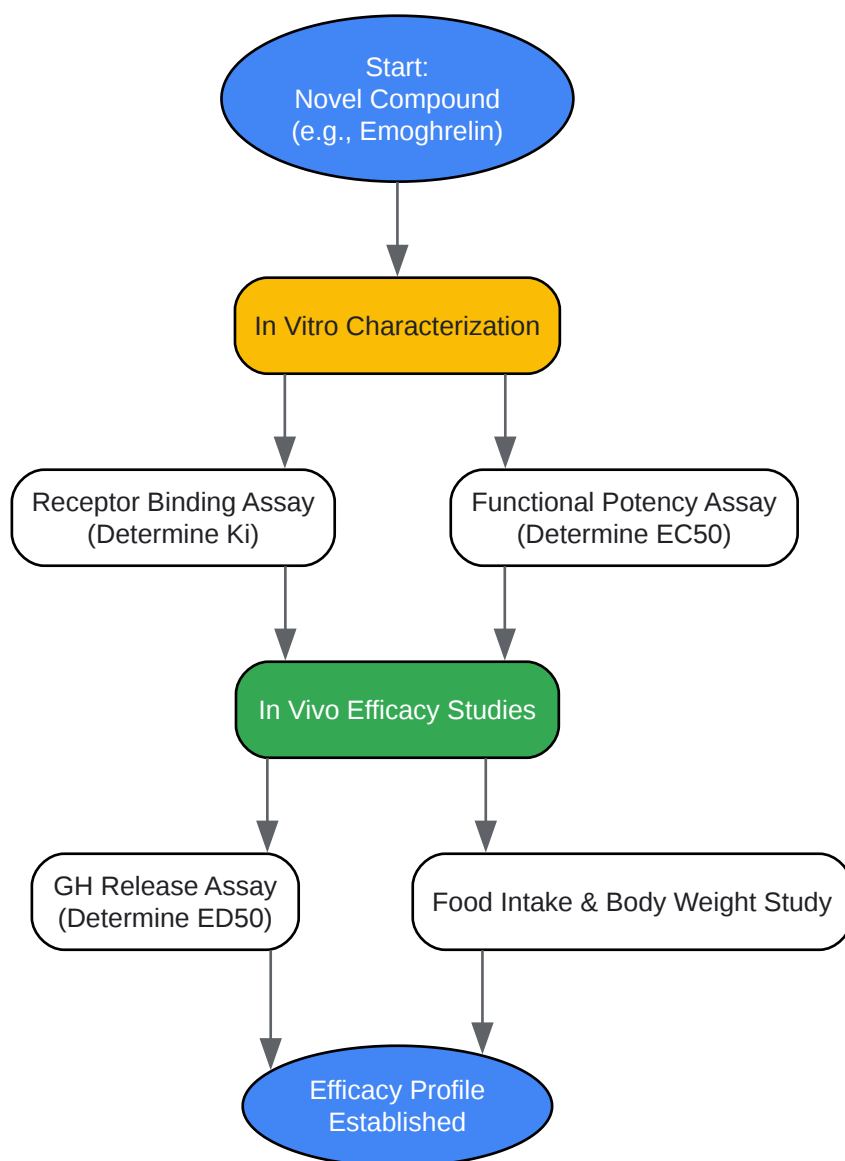 Start:
Novel Compound
(e.g., Emoghrelin)
In Vitro Characterization
Receptor Binding Assay
(Determine Ki)
Functional Potency Assay
(Determine EC50)
In Vivo Efficacy Studies
GH Release Assay
(Determine ED50)
Food Intake & Body Weight Study
Efficacy Profile
Established